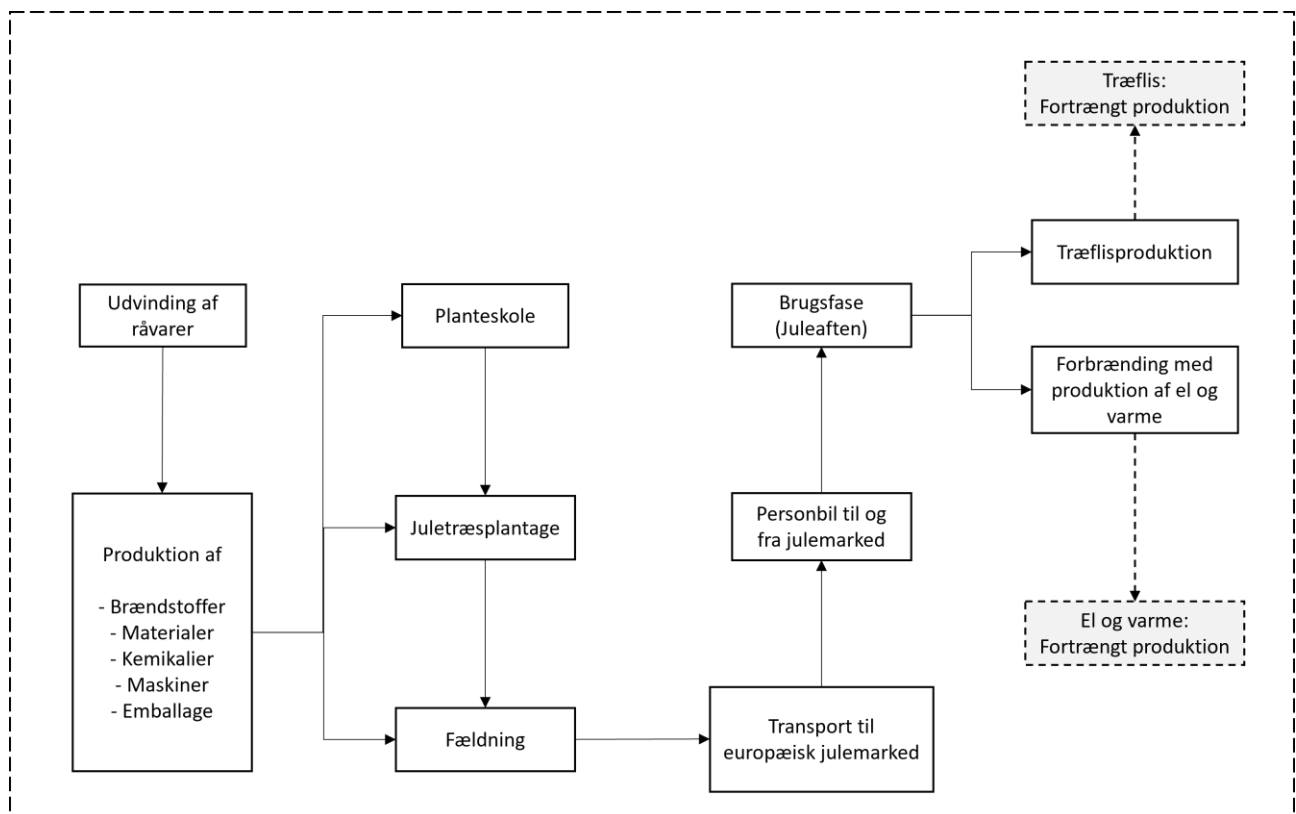 Udvinding af
råvarer
Produktion af
- Brændstoffer
- Materialer
- Kemikalier
- Maskiner
- Emballage
Planteskole
Juletræsplantage
Fældning
Transport til
europæisk julemarked
Personbil til og
fra julemarked
Brugsfase
(Juleaften)
Træflisproduktion
Træflis:
Fortrængt produktion
Forbrænding med
produktion af el og
varme
El og varme:
Fortrængt produktion